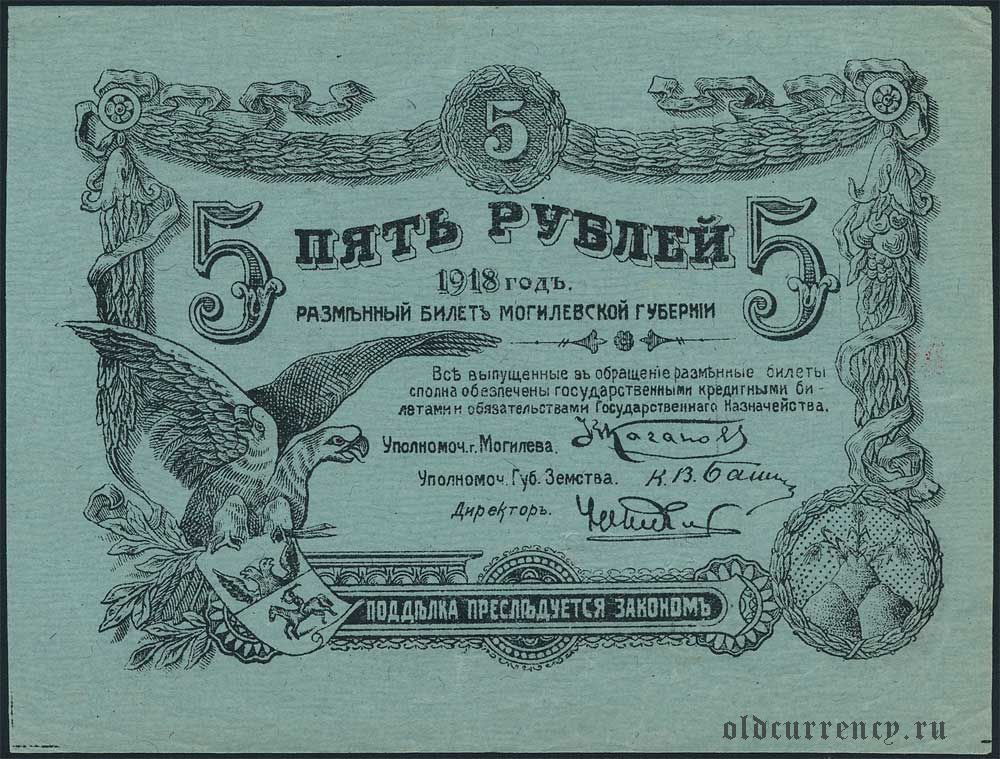 5
5 ПЯТЬ РУБЛЕЙ 5
1918 годъ.
РАЗМѢННЫЙ БИЛЕТЪ МОГИЛЕВСКОЙ ГУБЕРНІИ
Всѣ выпущенные въ обращеніе размѣнные билеты
сполна обезпечены государственными кредитными би-
летами и обязательствами Государственнаго Казначейства.
Уполномоч. г. Могилева.
Уполномоч. Губ. Земства.
Директоръ.
ПОДДѢЛКА ПРЕСЛѢДУЕТСЯ ЗАКОНОМЪ
oldcurrency.ru